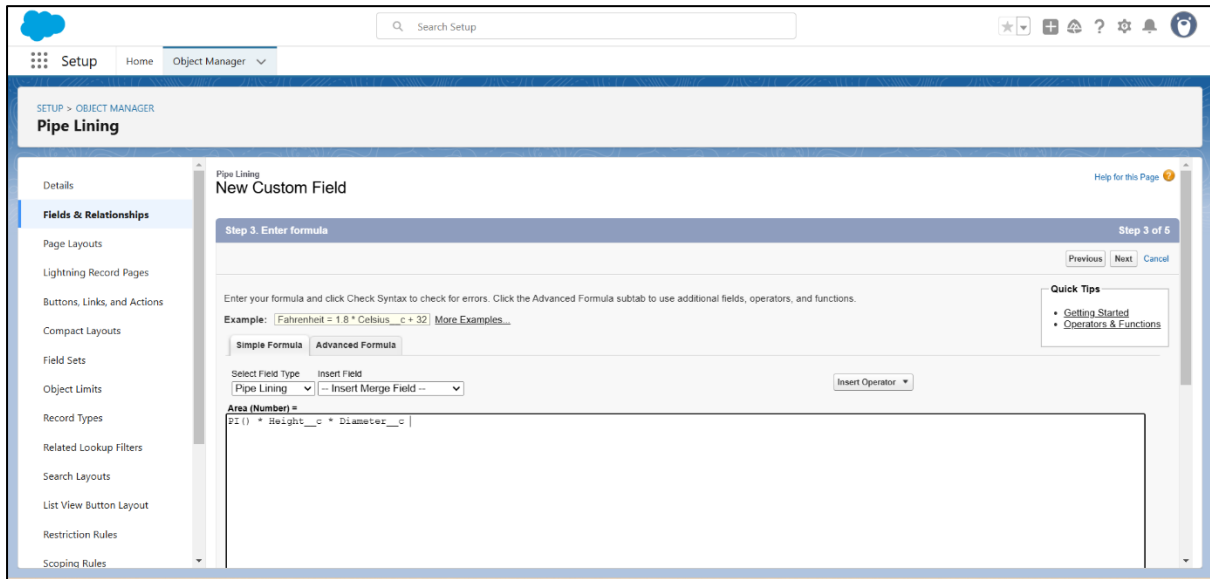 Search Setup
Setup Home Object Manager
SETUP > OBJECT MANAGER
Pipe Lining
Details
Fields & Relationships
Page Layouts
Lightning Record Pages
Buttons, Links, and Actions
Compact Layouts
Field Sets
Object Limits
Record Types
Related Lookup Filters
Search Layouts
List View Button Layout
Restriction Rules
Scoping Rules
Pipe Lining
New Custom Field
Help for this Page
Step 3. Enter formula Step 3 of 5
Previous Next Cancel
Enter your formula and click Check Syntax to check for errors. Click the Advanced Formula subtab to use additional fields, operators, and functions.
Example: Fahrenheit = 1.8 * Celsius__c + 32 More Examples...
Quick Tips
• Getting Started
• Operators & Functions
Simple Formula Advanced Formula
Select Field Type Insert Field
Pipe Lining -- Insert Merge Field --
Insert Operator
Area (Number) =
PI() * Height__c * Diameter__c